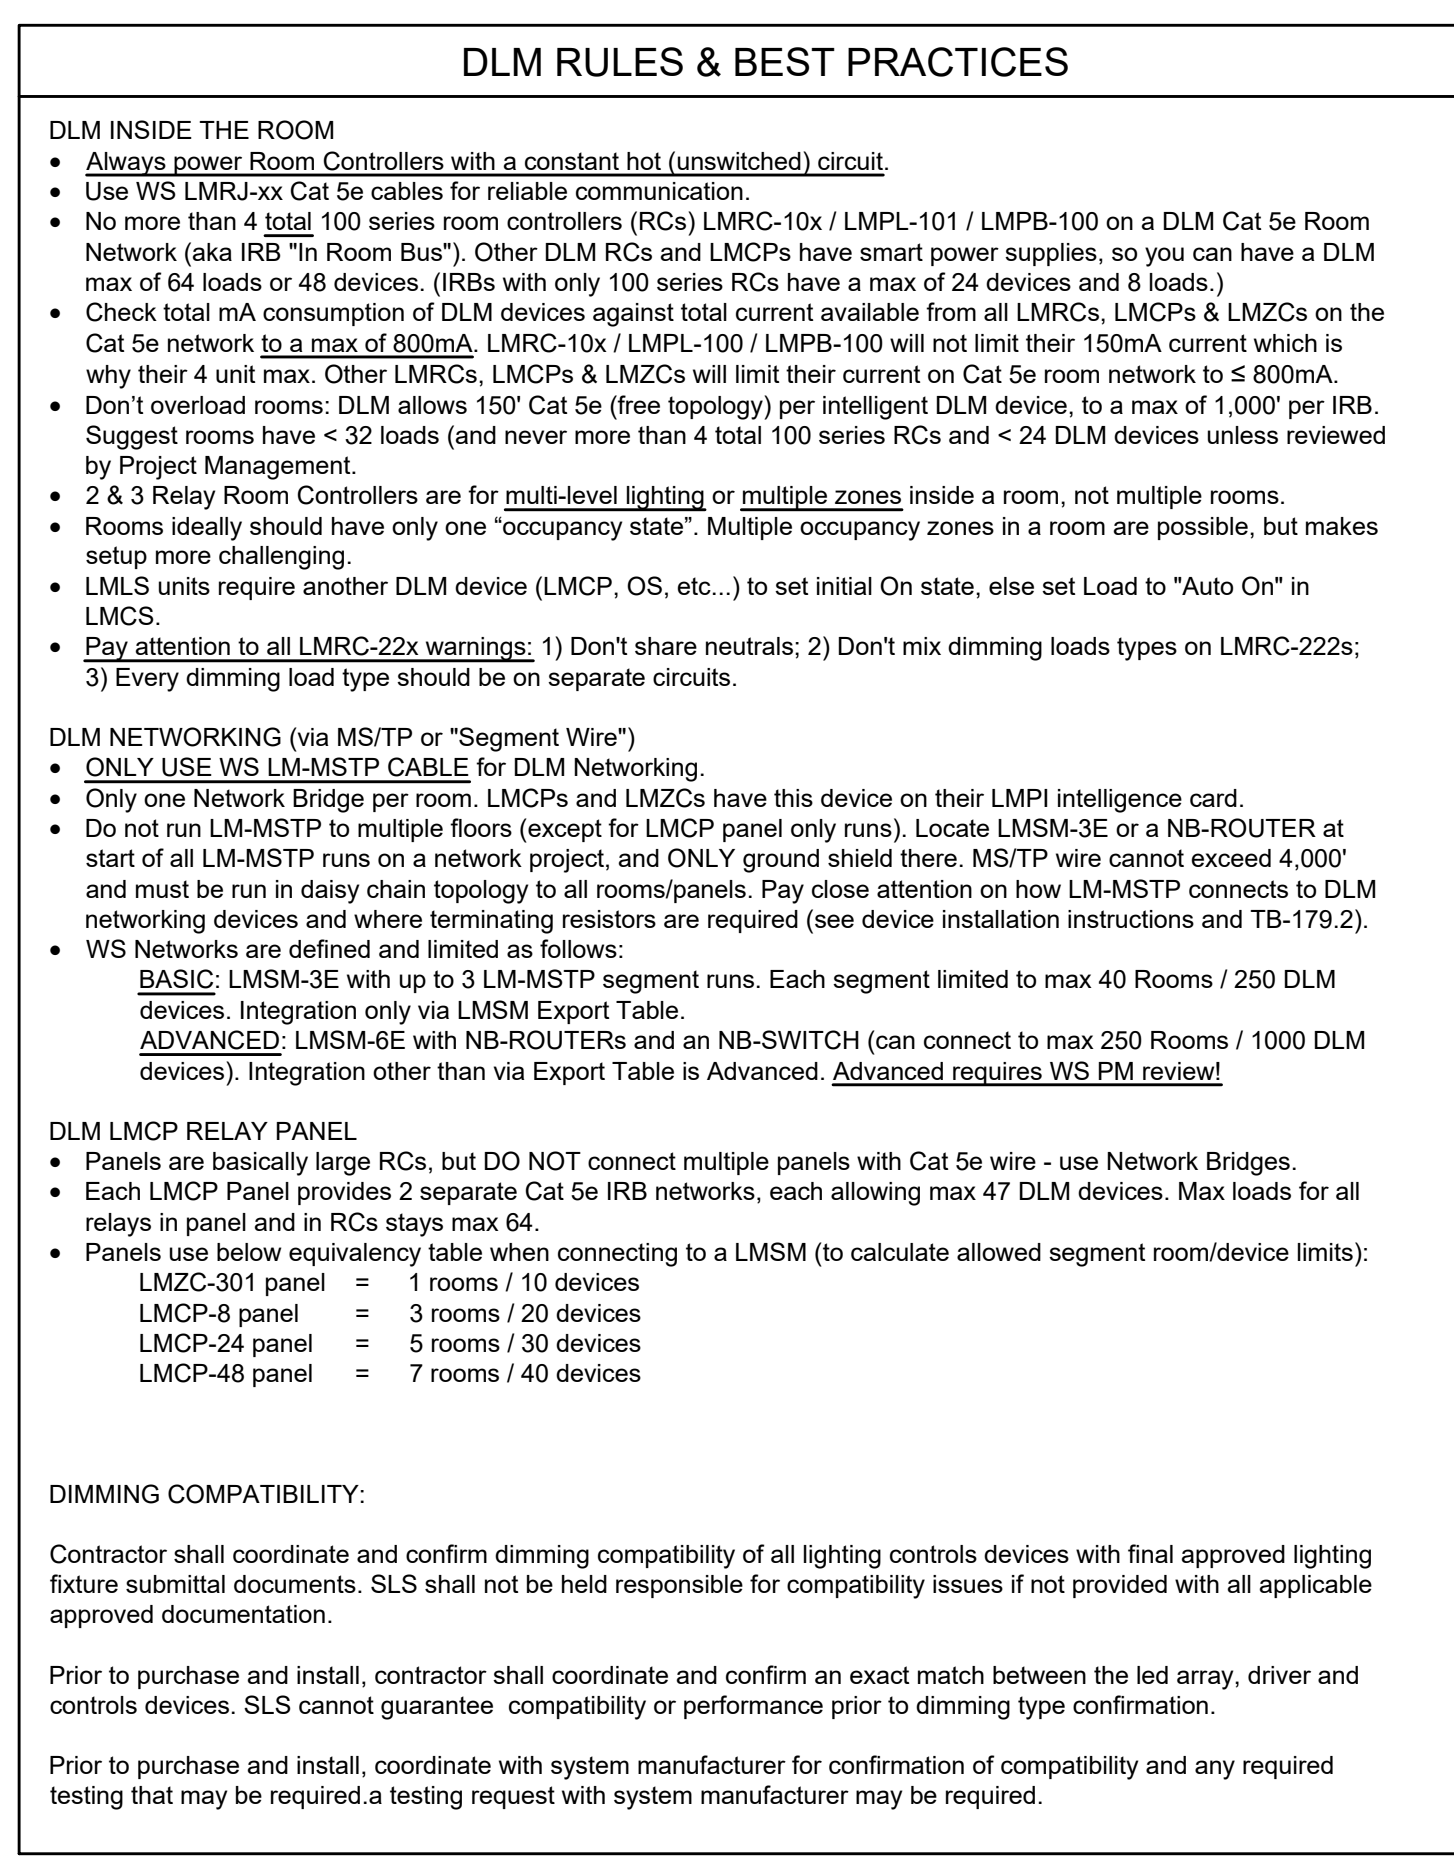 DLM RULES & BEST PRACTICES
DLM INSIDE THE ROOM
• Always power Room Controllers with a constant hot (unswitched) circuit.
• Use WS LMRJ-xx Cat 5e cables for reliable communication.
• No more than 4 total 100 series room controllers (RCs) LMRC-10x / LMPL-101 / LMPB-100 on a DLM Cat 5e Room
Network (aka IRB "In Room Bus"). Other DLM RCs and LMCPs have smart power supplies, so you can have a DLM
max of 64 loads or 48 devices. (IRBs with only 100 series RCs have a max of 24 devices and 8 loads.)
• Check total mA consumption of DLM devices against total current available from all LMRCs, LMCPs & LMZCs on the
Cat 5e network to a max of 800mA. LMRC-10x / LMPL-100 / LMPB-100 will not limit their 150mA current which is
why their 4 unit max. Other LMRCs, LMCPs & LMZCs will limit their current on Cat 5e room network to ≤ 800mA.
• Don’t overload rooms: DLM allows 150' Cat 5e (free topology) per intelligent DLM device, to a max of 1,000' per IRB.
Suggest rooms have < 32 loads (and never more than 4 total 100 series RCs and < 24 DLM devices unless reviewed
by Project Management.
• 2 & 3 Relay Room Controllers are for multi-level lighting or multiple zones inside a room, not multiple rooms.
• Rooms ideally should have only one “occupancy state”. Multiple occupancy zones in a room are possible, but makes
setup more challenging.
• LMLS units require another DLM device (LMCP, OS, etc...) to set initial On state, else set Load to "Auto On" in
LMCS.
• Pay attention to all LMRC-22x warnings: 1) Don't share neutrals; 2) Don't mix dimming loads types on LMRC-222s;
3) Every dimming load type should be on separate circuits.
DLM NETWORKING (via MS/TP or "Segment Wire")
• ONLY USE WS LM-MSTP CABLE for DLM Networking.
• Only one Network Bridge per room. LMCPs and LMZCs have this device on their LMPI intelligence card.
• Do not run LM-MSTP to multiple floors (except for LMCP panel only runs). Locate LMSM-3E or a NB-ROUTER at
start of all LM-MSTP runs on a network project, and ONLY ground shield there. MS/TP wire cannot exceed 4,000'
and must be run in daisy chain topology to all rooms/panels. Pay close attention on how LM-MSTP connects to DLM
networking devices and where terminating resistors are required (see device installation instructions and TB-179.2).
• WS Networks are defined and limited as follows:
BASIC: LMSM-3E with up to 3 LM-MSTP segment runs. Each segment limited to max 40 Rooms / 250 DLM
devices. Integration only via LMSM Export Table.
ADVANCED: LMSM-6E with NB-ROUTERs and an NB-SWITCH (can connect to max 250 Rooms / 1000 DLM
devices). Integration other than via Export Table is Advanced. Advanced requires WS PM review!
DLM LMCP RELAY PANEL
• Panels are basically large RCs, but DO NOT connect multiple panels with Cat 5e wire - use Network Bridges.
• Each LMCP Panel provides 2 separate Cat 5e IRB networks, each allowing max 47 DLM devices. Max loads for all
relays in panel and in RCs stays max 64.
• Panels use below equivalency table when connecting to a LMSM (to calculate allowed segment room/device limits):
LMZC-301 panel = 1 rooms / 10 devices
LMCP-8 panel = 3 rooms / 20 devices
LMCP-24 panel = 5 rooms / 30 devices
LMCP-48 panel = 7 rooms / 40 devices
DIMMING COMPATIBILITY:
Contractor shall coordinate and confirm dimming compatibility of all lighting controls devices with final approved lighting
fixture submittal documents. SLS shall not be held responsible for compatibility issues if not provided with all applicable
approved documentation.
Prior to purchase and install, contractor shall coordinate and confirm an exact match between the led array, driver and
controls devices. SLS cannot guarantee compatibility or performance prior to dimming type confirmation.
Prior to purchase and install, coordinate with system manufacturer for confirmation of compatibility and any required
testing that may be required.a testing request with system manufacturer may be required.